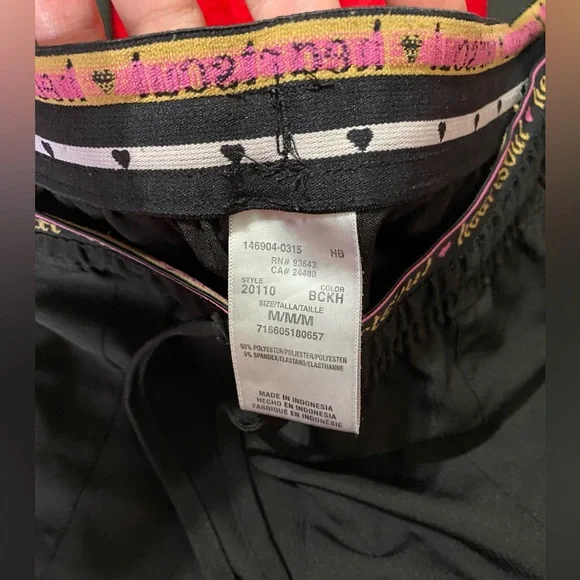 146904-0315 HB
RN# 93643
CA# 24480
STYLE COLOR
20110 BCKH
SIZE/TALLA/TAILLE
M/M/M
716605180657
95% POLYESTER/POLIESTER/POLYESTER
5% SPANDEX/ELASTANO/ELASTHANNE
MADE IN INDONESIA
HECHO EN INDONESIA
FABRIQUÉ EN INDONESIA